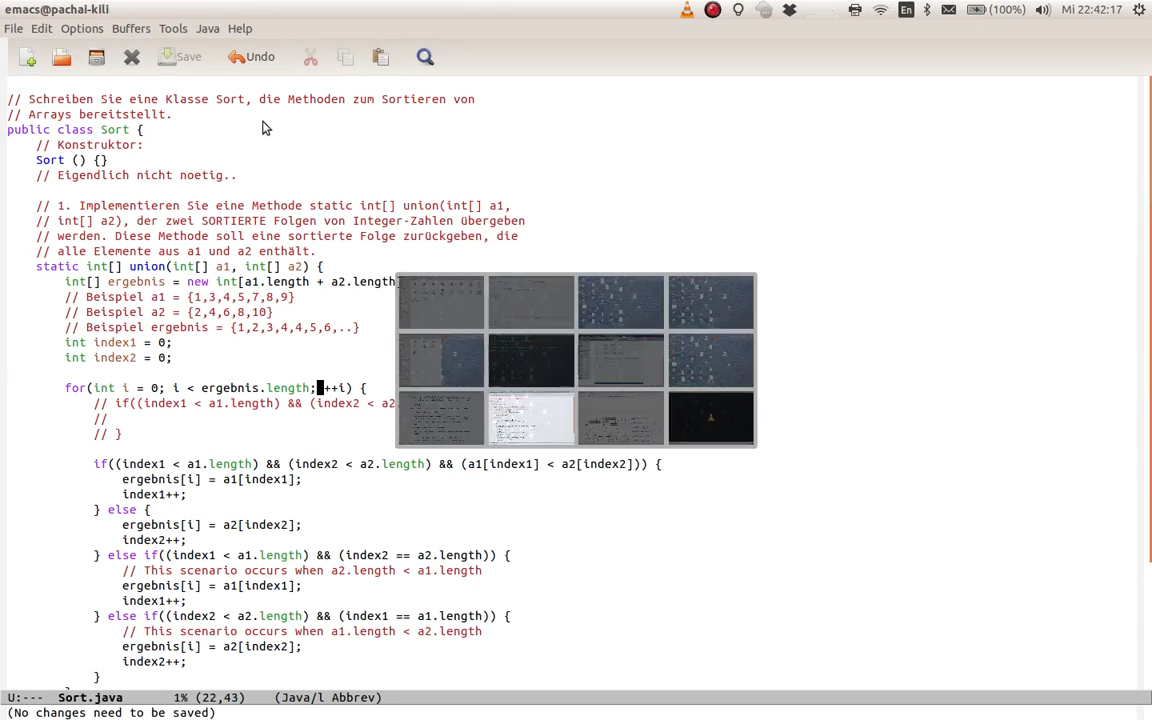 emacs@pachai-kili
En
(100%)
Mi 22:42:17
File Edit Options Buffers Tools Java Help
Save
Undo
// Schreiben Sie eine Klasse Sort, die Methoden zum Sortieren von
// Arrays bereitstellt.
public class Sort {
// Konstruktor:
Sort () {}
// Eigendlich nicht noetig..
// 1. Implementieren Sie eine Methode static int[] union(int[] a1,
// int[] a2), der zwei SORTIERTE Folgen von Integer-Zahlen übergeben
// werden. Diese Methode soll eine sortierte Folge zurückgeben, die
// alle Elemente aus a1 und a2 enthält.
static int[] union(int[] a1, int[] a2) {
int[] ergebnis = new int[a1.length + a2.length
// Beispiel a1 = {1,3,4,5,7,8,9}
// Beispiel a2 = {2,4,6,8,10}
// Beispiel ergebnis = {1,2,3,4,4,5,6,..}
int index1 = 0;
int index2 = 0;
for(int i = 0; i < ergebnis.length; ++i) {
// if((index1 < a1.length) && (index2 < a2
//
// }
if((index1 < a1.length) && (index2 < a2.length) && (a1[index1] < a2[index2])) {
ergebnis[i] = a1[index1];
index1++;
} else {
ergebnis[i] = a2[index2];
index2++;
} else if((index1 < a1.length) && (index2 == a2.length)) {
// This scenario occurs when a2.length < a1.length
ergebnis[i] = a1[index1];
index1++;
} else if((index2 < a2.length) && (index1 == a1.length)) {
// This scenario occurs when a1.length < a2.length
ergebnis[i] = a2[index2];
index2++;
}
U:--- Sort.java 1% (22,43) (Java/l Abbrev)
(No changes need to be saved)